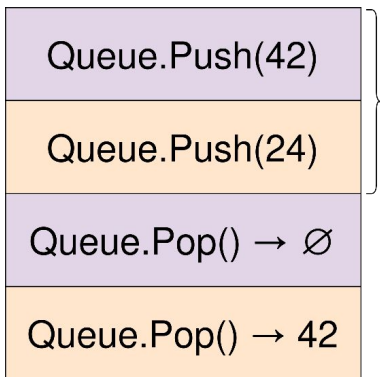 Queue.Push(42)
Queue.Push(24)
Queue.Pop() → ∅
Queue.Pop() → 42